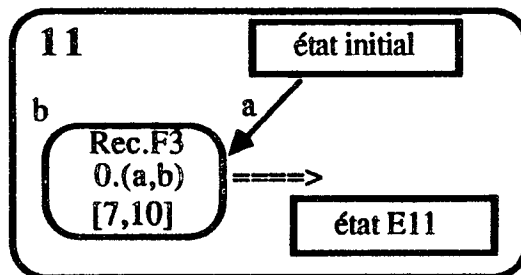 11
état initial
a
b
Rec.F3
0.(a,b)
[7,10]
====>
état E11